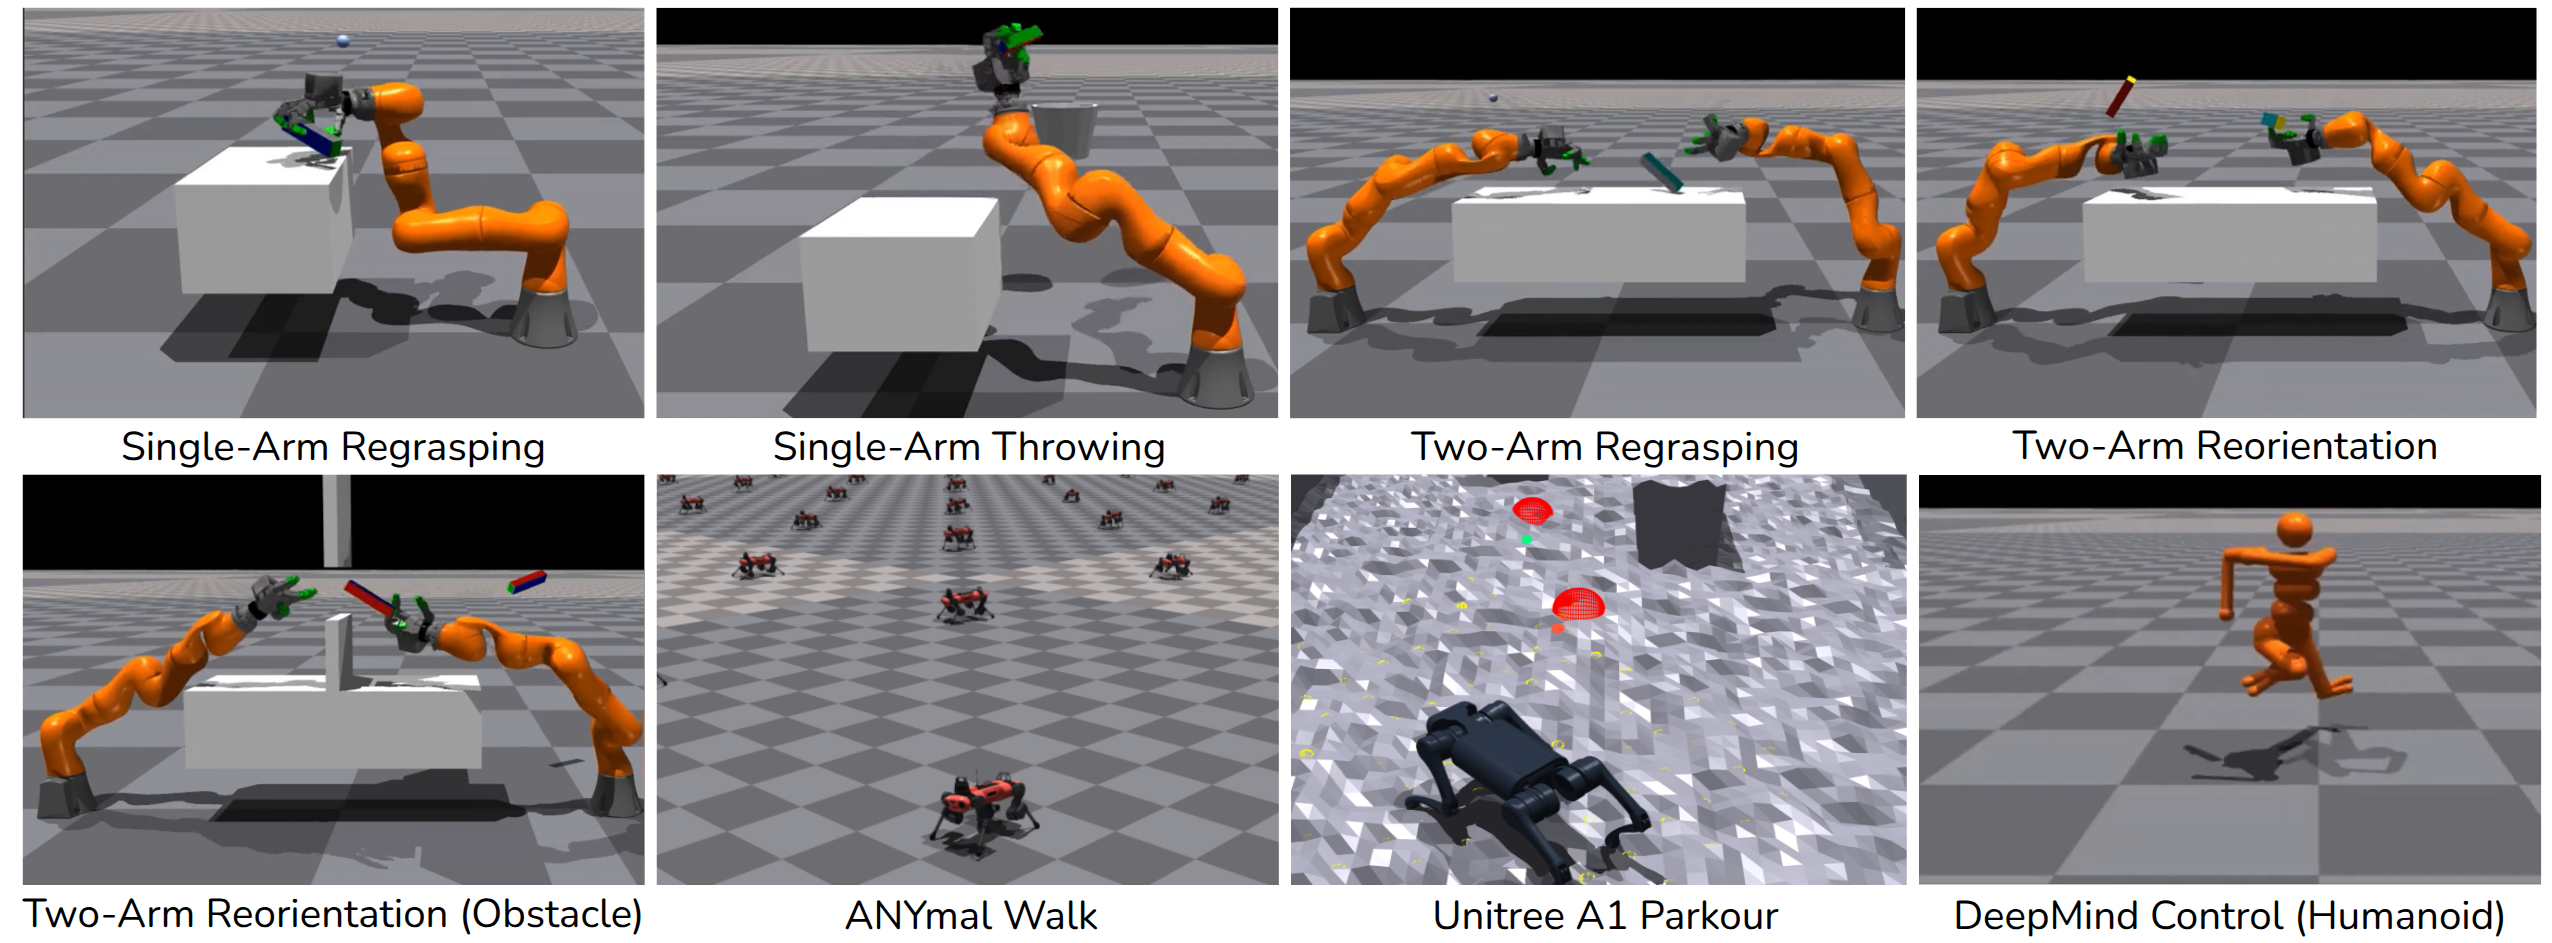 Single-Arm Regrasping
Single-Arm Throwing
Two-Arm Regrasping
Two-Arm Reorientation
Two-Arm Reorientation (Obstacle)
ANYmal Walk
Unitree A1 Parkour
DeepMind Control (Humanoid)